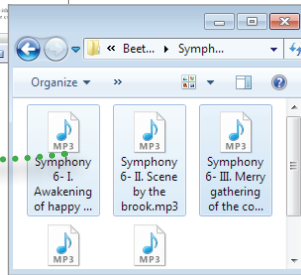 « Beet... ▸ Symph...
Organize ▾ »
MP3 MP3 MP3
Symphony Symphony Symphony
6- I. 6- II. Scene 6- III. Merry
Awakening by the gathering
of happy ... brook.mp3 of the co...
MP3 MP3